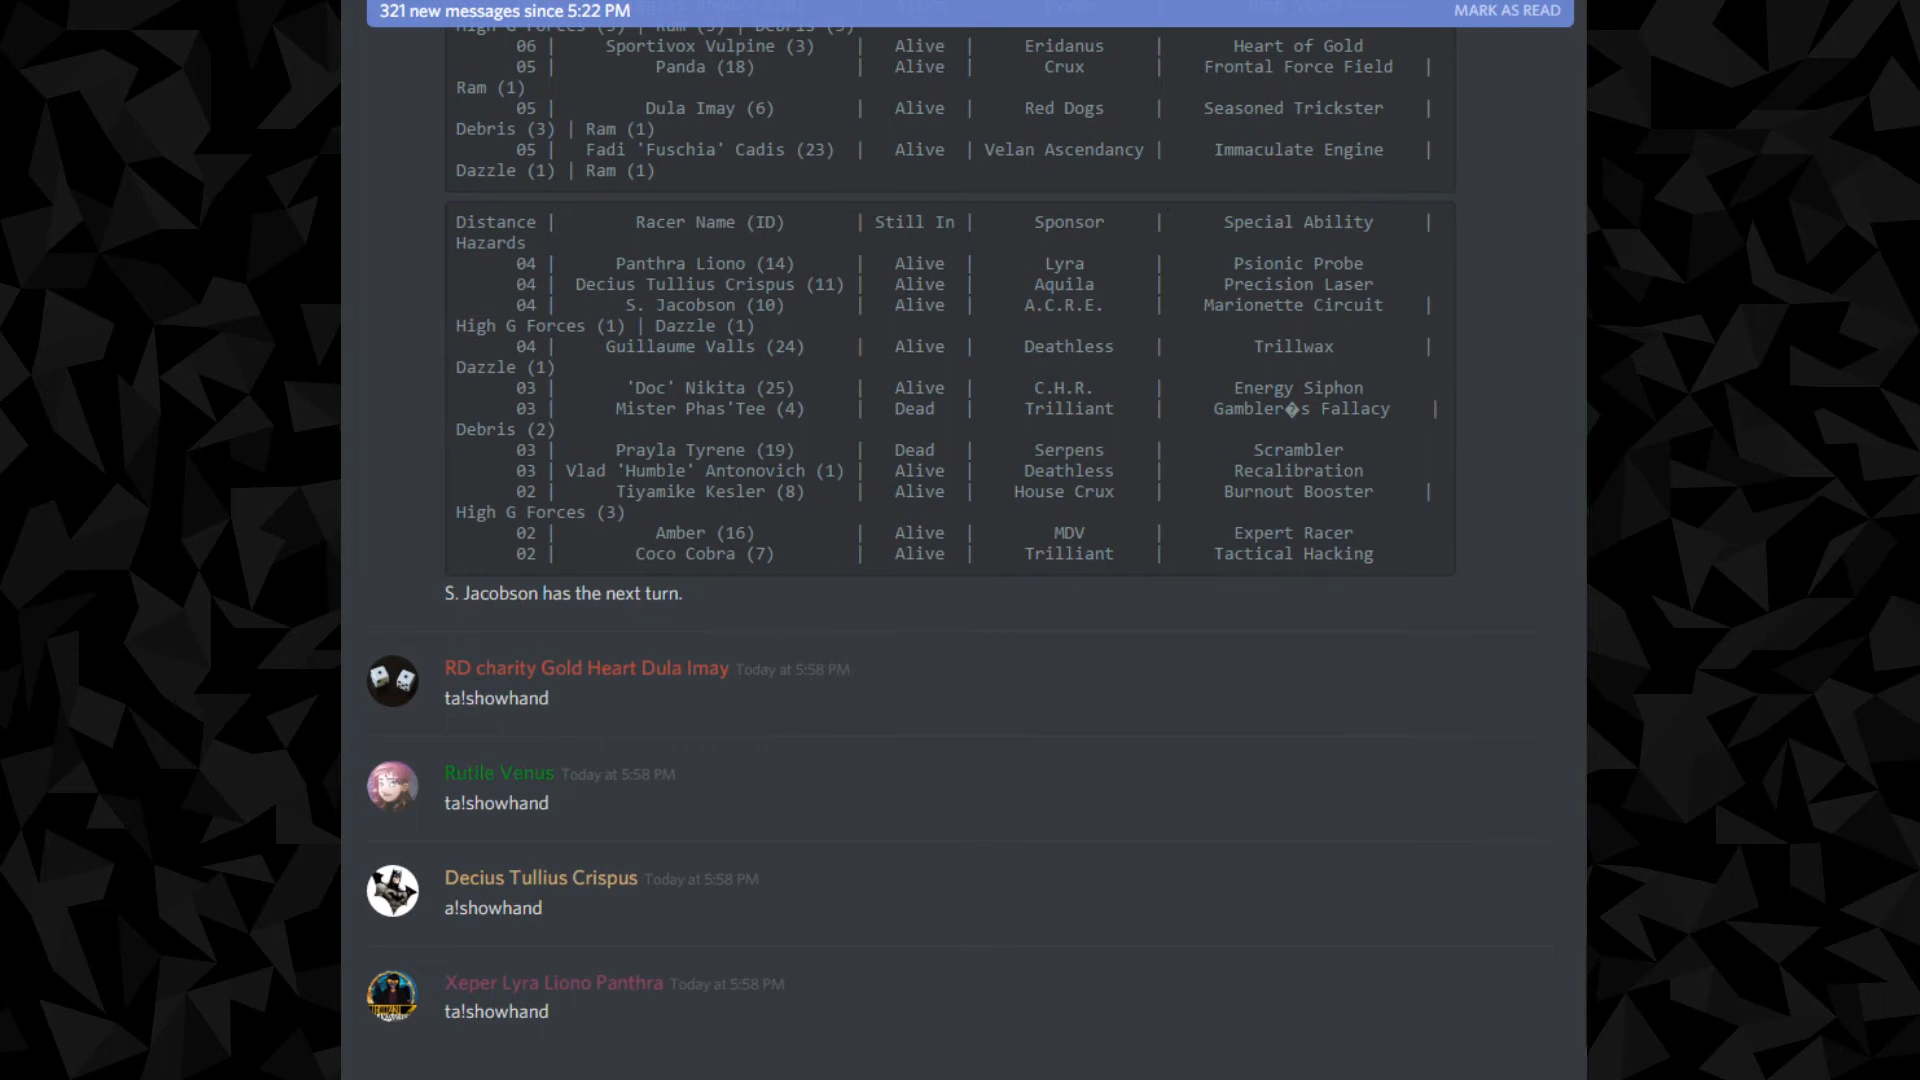 321 new messages since 5:22 PM MARK AS READ
High G Forces (3) | Ram (3) | Debris (3)
06 | Sportivox Vulpine (3) | Alive | Eridanus | Heart of Gold
05 | Panda (18) | Alive | Crux | Frontal Force Field |
Ram (1)
05 | Dula Imay (6) | Alive | Red Dogs | Seasoned Trickster |
Debris (3) | Ram (1)
05 | Fadi 'Fuschia' Cadis (23) | Alive | Velan Ascendancy | Immaculate Engine |
Dazzle (1) | Ram (1)
Distance | Racer Name (ID) | Still In | Sponsor | Special Ability |
Hazards
04 | Panthra Liono (14) | Alive | Lyra | Psionic Probe
04 | Decius Tullius Crispus (11) | Alive | Aquila | Precision Laser
04 | S. Jacobson (10) | Alive | A.C.R.E. | Marionette Circuit |
High G Forces (1) | Dazzle (1)
04 | Guillaume Valls (24) | Alive | Deathless | Trillwax |
Dazzle (1)
03 | 'Doc' Nikita (25) | Alive | C.H.R. | Energy Siphon
03 | Mister Phas'Tee (4) | Dead | Trilliant | Gambler�s Fallacy |
Debris (2)
03 | Prayla Tyrene (19) | Dead | Serpens | Scrambler
03 | Vlad 'Humble' Antonovich (1) | Alive | Deathless | Recalibration
02 | Tiyamike Kesler (8) | Alive | House Crux | Burnout Booster |
High G Forces (3)
02 | Amber (16) | Alive | MDV | Expert Racer
02 | Coco Cobra (7) | Alive | Trilliant | Tactical Hacking
S. Jacobson has the next turn.
RD charity Gold Heart Dula Imay Today at 5:58 PM
ta!showhand
Rutile Venus Today at 5:58 PM
ta!showhand
Decius Tullius Crispus Today at 5:58 PM
a!showhand
Xeper Lyra Liono Panthra Today at 5:58 PM
ta!showhand